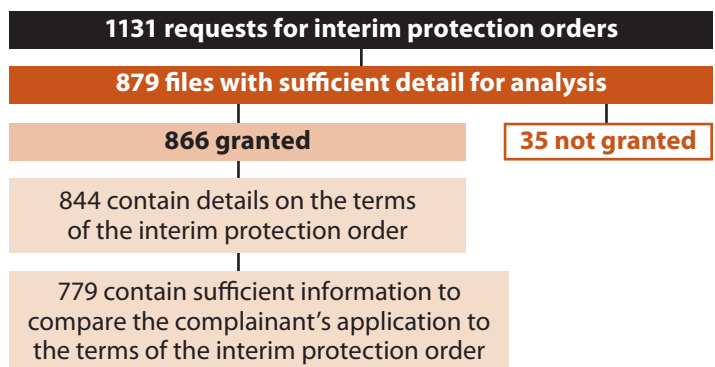 1131 requests for interim protection orders
879 files with sufficient detail for analysis
866 granted
35 not granted
844 contain details on the terms
of the interim protection order
779 contain sufficient information to
compare the complainant’s application to
the terms of the interim protection order